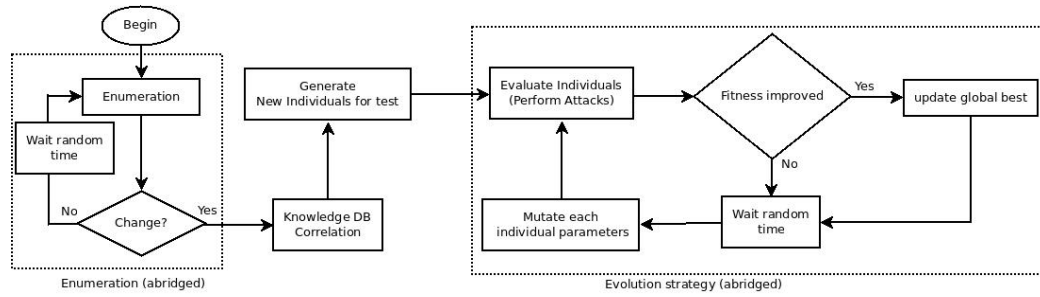 Begin
Enumeration
Wait random
time
Change?
No
Yes
Enumeration (abridged)
Knowledge DB
Correlation
Generate
New Individuals for test
Evaluate Individuals
(Perform Attacks)
Fitness improved
Yes
update global best
No
Wait random
time
Mutate each
individual parameters
Evolution strategy (abridged)